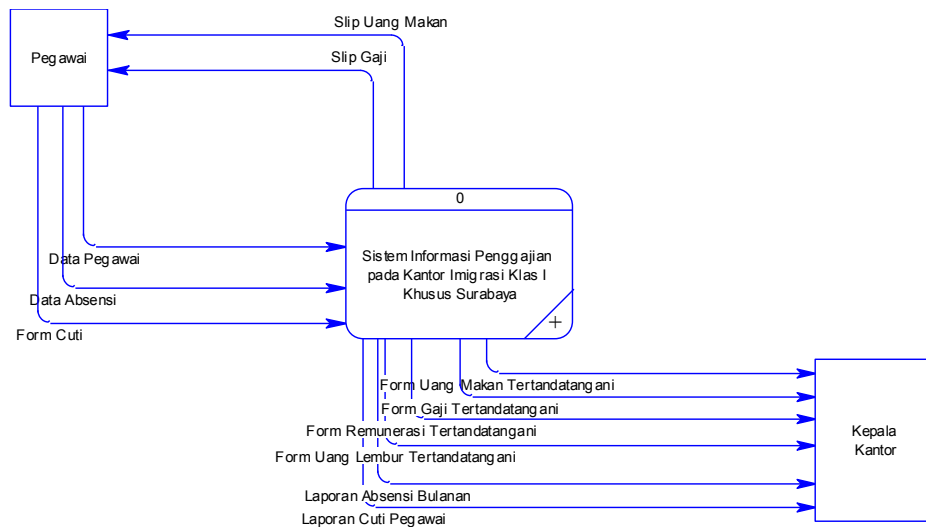 Slip Uang Makan
Pegawai
Slip Gaji
0
Sistem Informasi Penggajian
pada Kantor Imigrasi Klas I
Khusus Surabaya
Data Pegawai
Data Absensi
Form Cuti
+
Form Uang Makan Tertandatangani
Form Gaji Tertandatangani
Form Remunerasi Tertandatangani
Form Uang Lembur Tertandatangani
Kepala
Kantor
Laporan Absensi Bulanan
Laporan Cuti Pegawai